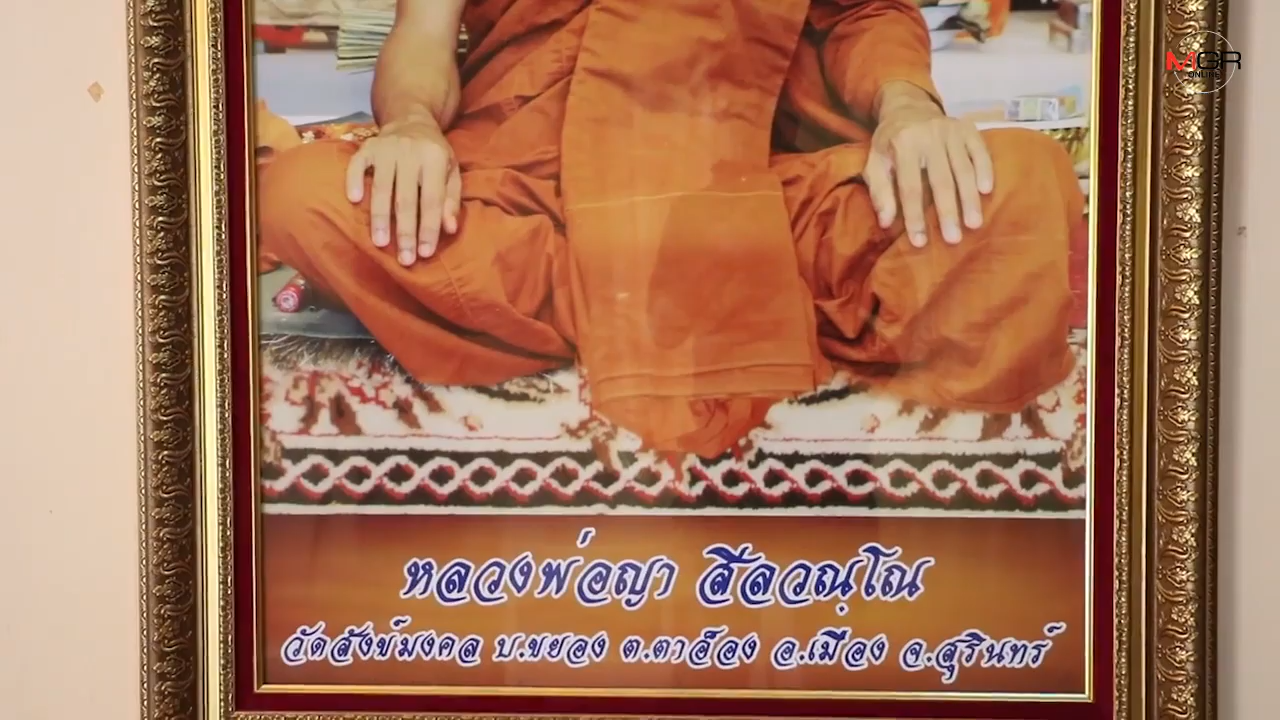 MGR
ONLINE
หลวงพ่อญา สีลวณฺโณ
วัดสังข์มงคล บ.ขยอง ต.ตาอ็อง อ.เมือง จ.สุรินทร์